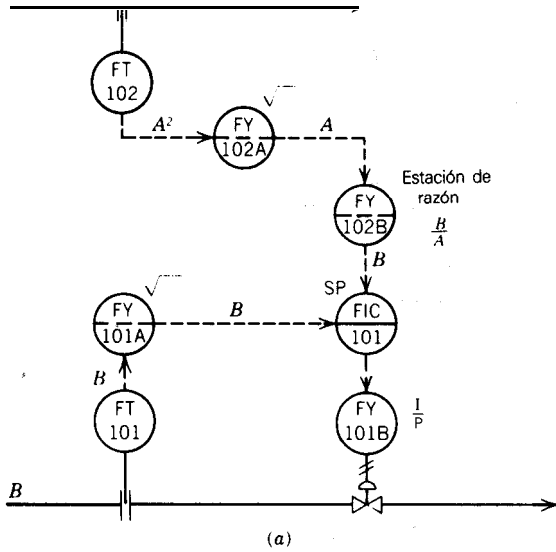 FT
102
A²
FY
102A
√
A
Estación de
razón
B
A
FY
102B
B
SP
FY
101A
√
B
FIC
101
B
FT
101
FY
101B
I
P
B
(a)